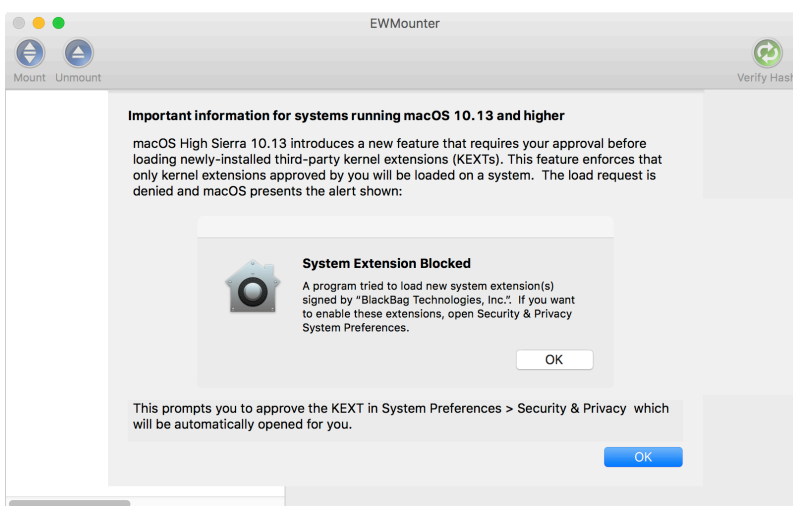 EWMounter
Mount Unmount
Verify Hash
Important information for systems running macOS 10.13 and higher
macOS High Sierra 10.13 introduces a new feature that requires your approval before
loading newly-installed third-party kernel extensions (KEXTs). This feature enforces that
only kernel extensions approved by you will be loaded on a system.  The load request is
denied and macOS presents the alert shown:
System Extension Blocked
A program tried to load new system extension(s)
signed by “BlackBag Technologies, Inc.”.  If you want
to enable these extensions, open Security & Privacy
System Preferences.
OK
This prompts you to approve the KEXT in System Preferences > Security & Privacy  which
will be automatically opened for you.
OK